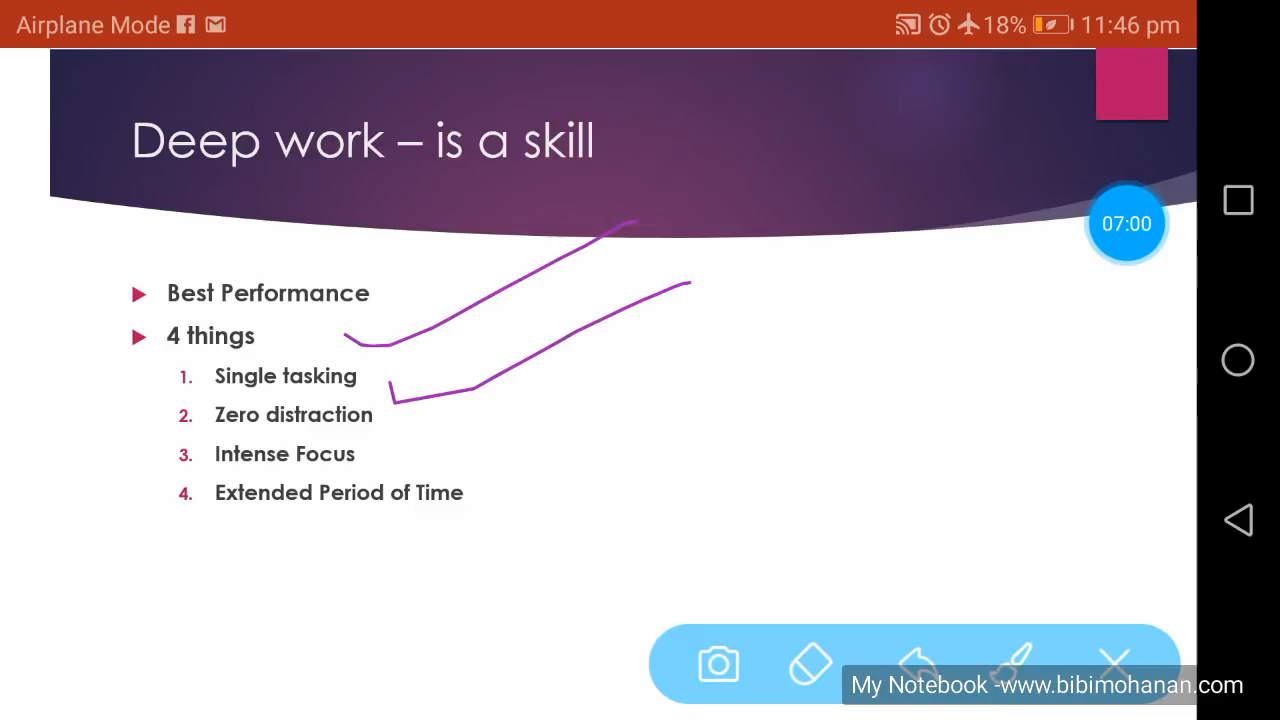 Airplane Mode 18% 11:46 pm
Deep work – is a skill
07:00
Best Performance
4 things
1. Single tasking
2. Zero distraction
3. Intense Focus
4. Extended Period of Time
My Notebook -www.bibimohanan.com